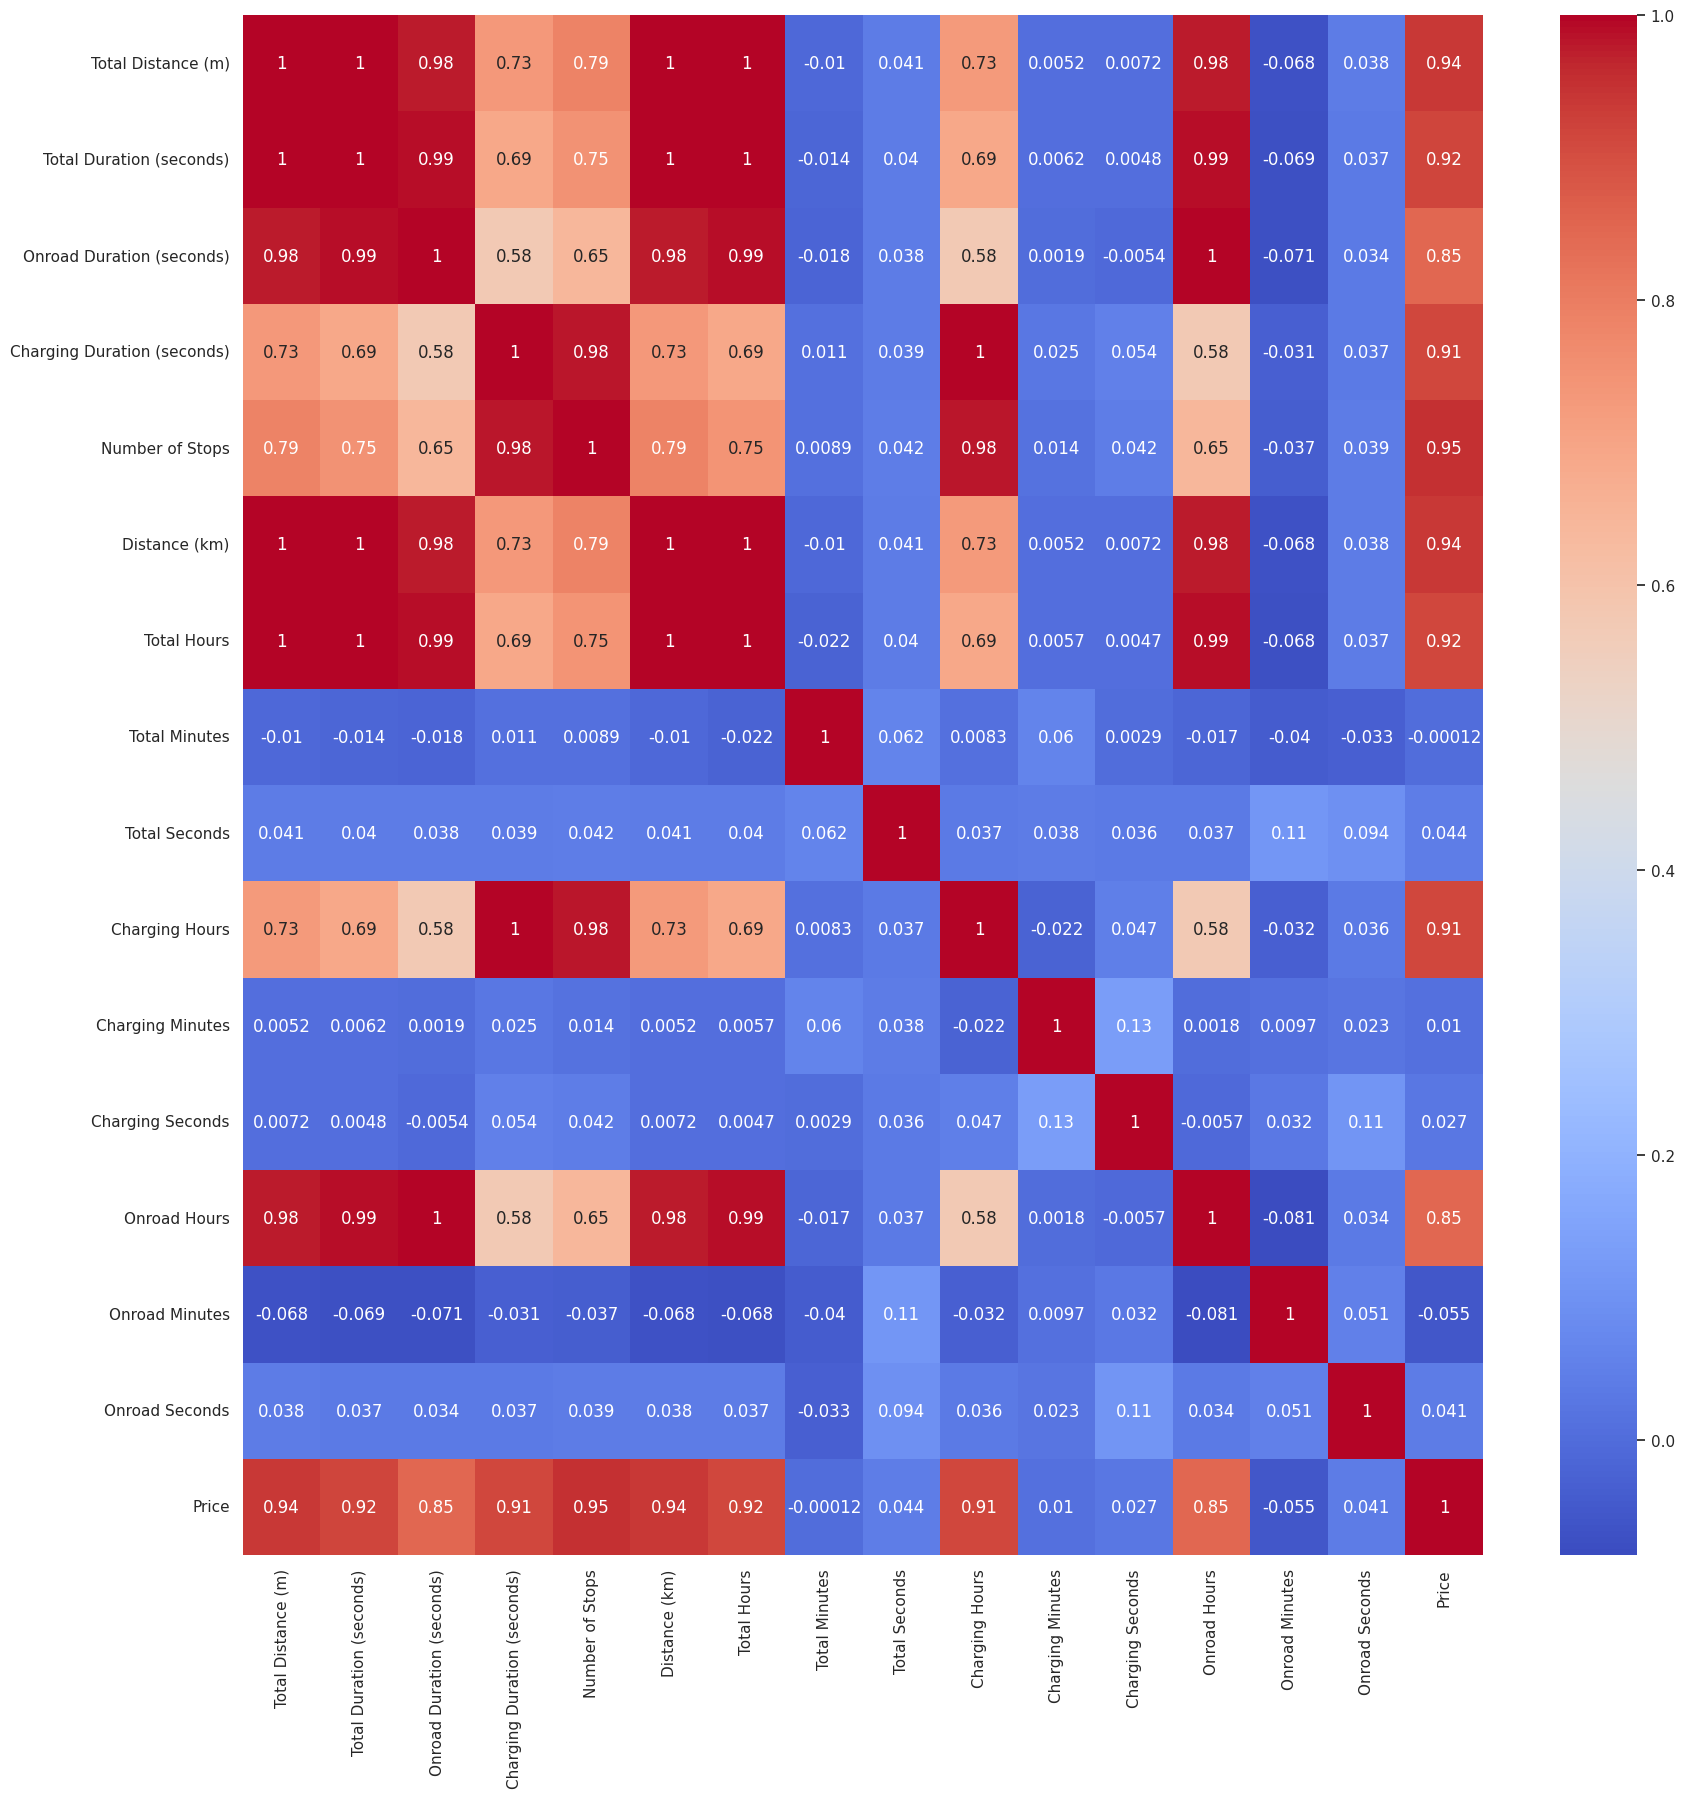 Total Distance (m) 1 1 0.98 0.73 0.79 1 1 -0.01 0.041 0.73 0.0052 0.0072 0.98 -0.068 0.038 0.94
Total Duration (seconds) 1 1 0.99 0.69 0.75 1 1 -0.014 0.04 0.69 0.0062 0.0048 0.99 -0.069 0.037 0.92
Onroad Duration (seconds) 0.98 0.99 1 0.58 0.65 0.98 0.99 -0.018 0.038 0.58 0.0019 -0.0054 1 -0.071 0.034 0.85
Charging Duration (seconds) 0.73 0.69 0.58 1 0.98 0.73 0.69 0.011 0.039 1 0.025 0.054 0.58 -0.031 0.037 0.91
Number of Stops 0.79 0.75 0.65 0.98 1 0.79 0.75 0.0089 0.042 0.98 0.014 0.042 0.65 -0.037 0.039 0.95
Distance (km) 1 1 0.98 0.73 0.79 1 1 -0.01 0.041 0.73 0.0052 0.0072 0.98 -0.068 0.038 0.94
Total Hours 1 1 0.99 0.69 0.75 1 1 -0.022 0.04 0.69 0.0057 0.0047 0.99 -0.068 0.037 0.92
Total Minutes -0.01 -0.014 -0.018 0.011 0.0089 -0.01 -0.022 1 0.062 0.0083 0.06 0.0029 -0.017 -0.04 -0.033 -0.00012
Total Seconds 0.041 0.04 0.038 0.039 0.042 0.041 0.04 0.062 1 0.037 0.038 0.036 0.037 0.11 0.094 0.044
Charging Hours 0.73 0.69 0.58 1 0.98 0.73 0.69 0.0083 0.037 1 -0.022 0.047 0.58 -0.032 0.036 0.91
Charging Minutes 0.0052 0.0062 0.0019 0.025 0.014 0.0052 0.0057 0.06 0.038 -0.022 1 0.13 0.0018 0.0097 0.023 0.01
Charging Seconds 0.0072 0.0048 -0.0054 0.054 0.042 0.0072 0.0047 0.0029 0.036 0.047 0.13 1 -0.0057 0.032 0.11 0.027
Onroad Hours 0.98 0.99 1 0.58 0.65 0.98 0.99 -0.017 0.037 0.58 0.0018 -0.0057 1 -0.081 0.034 0.85
Onroad Minutes -0.068 -0.069 -0.071 -0.031 -0.037 -0.068 -0.068 -0.04 0.11 -0.032 0.0097 0.032 -0.081 1 0.051 -0.055
Onroad Seconds 0.038 0.037 0.034 0.037 0.039 0.038 0.037 -0.033 0.094 0.036 0.023 0.11 0.034 0.051 1 0.041
Price 0.94 0.92 0.85 0.91 0.95 0.94 0.92 -0.00012 0.044 0.91 0.01 0.027 0.85 -0.055 0.041 1
Total Distance (m)
Total Duration (seconds)
Onroad Duration (seconds)
Charging Duration (seconds)
Number of Stops
Distance (km)
Total Hours
Total Minutes
Total Seconds
Charging Hours
Charging Minutes
Charging Seconds
Onroad Hours
Onroad Minutes
Onroad Seconds
Price
1.0
0.8
0.6
0.4
0.2
0.0